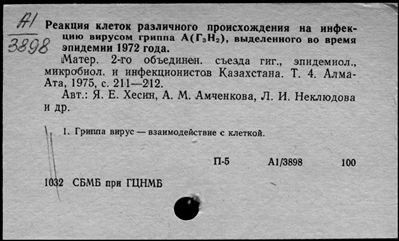 А1
3898
Реакция клеток различного происхождения на инфек-
цию вирусом гриппа А(ГэН₂), выделенного во время
эпидемии 1972 года.
Матер. 2-го объединен. съезда гиг., эпидемиол.,
микробиол. и инфекционистов Казахстана. Т. 4. Алма-
Ата, 1975, с. 211—212.
Авт.: Я. Е. Хесин, А. М. Амченкова, Л. И. Неклюдова
и др.
1. Гриппа вирус — взаимодействие с клеткой.
П-5 А1/3898 100
1032 СБМБ при ГЦНМБ